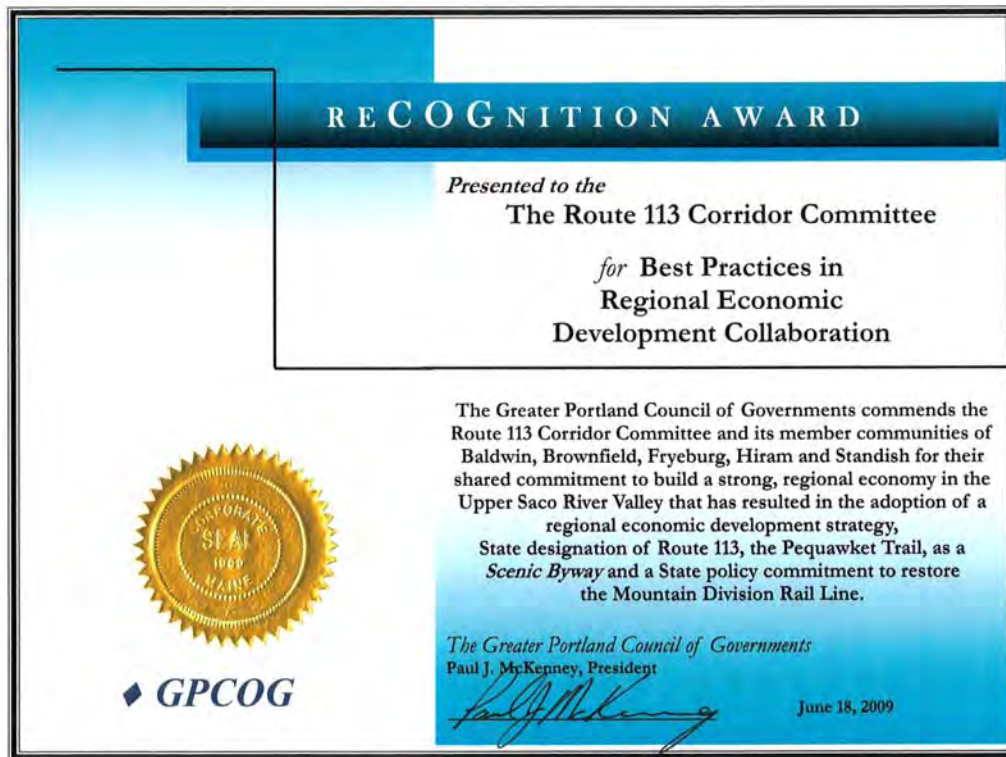 reCOGnition Award
Presented to the
The Route 113 Corridor Committee
for Best Practices in
Regional Economic
Development Collaboration
The Greater Portland Council of Governments commends the
Route 113 Corridor Committee and its member communities of
Baldwin, Brownfield, Fryeburg, Hiram and Standish for their
shared commitment to build a strong, regional economy in the
Upper Saco River Valley that has resulted in the adoption of a
regional economic development strategy,
State designation of Route 113, the Pequawket Trail, as a
Scenic Byway and a State policy commitment to restore
the Mountain Division Rail Line.
CORPORATE
SEAL
MAINE
The Greater Portland Council of Governments
Paul J. McKenney, President
Paul J McKenney
June 18, 2009
◆ GPCOG